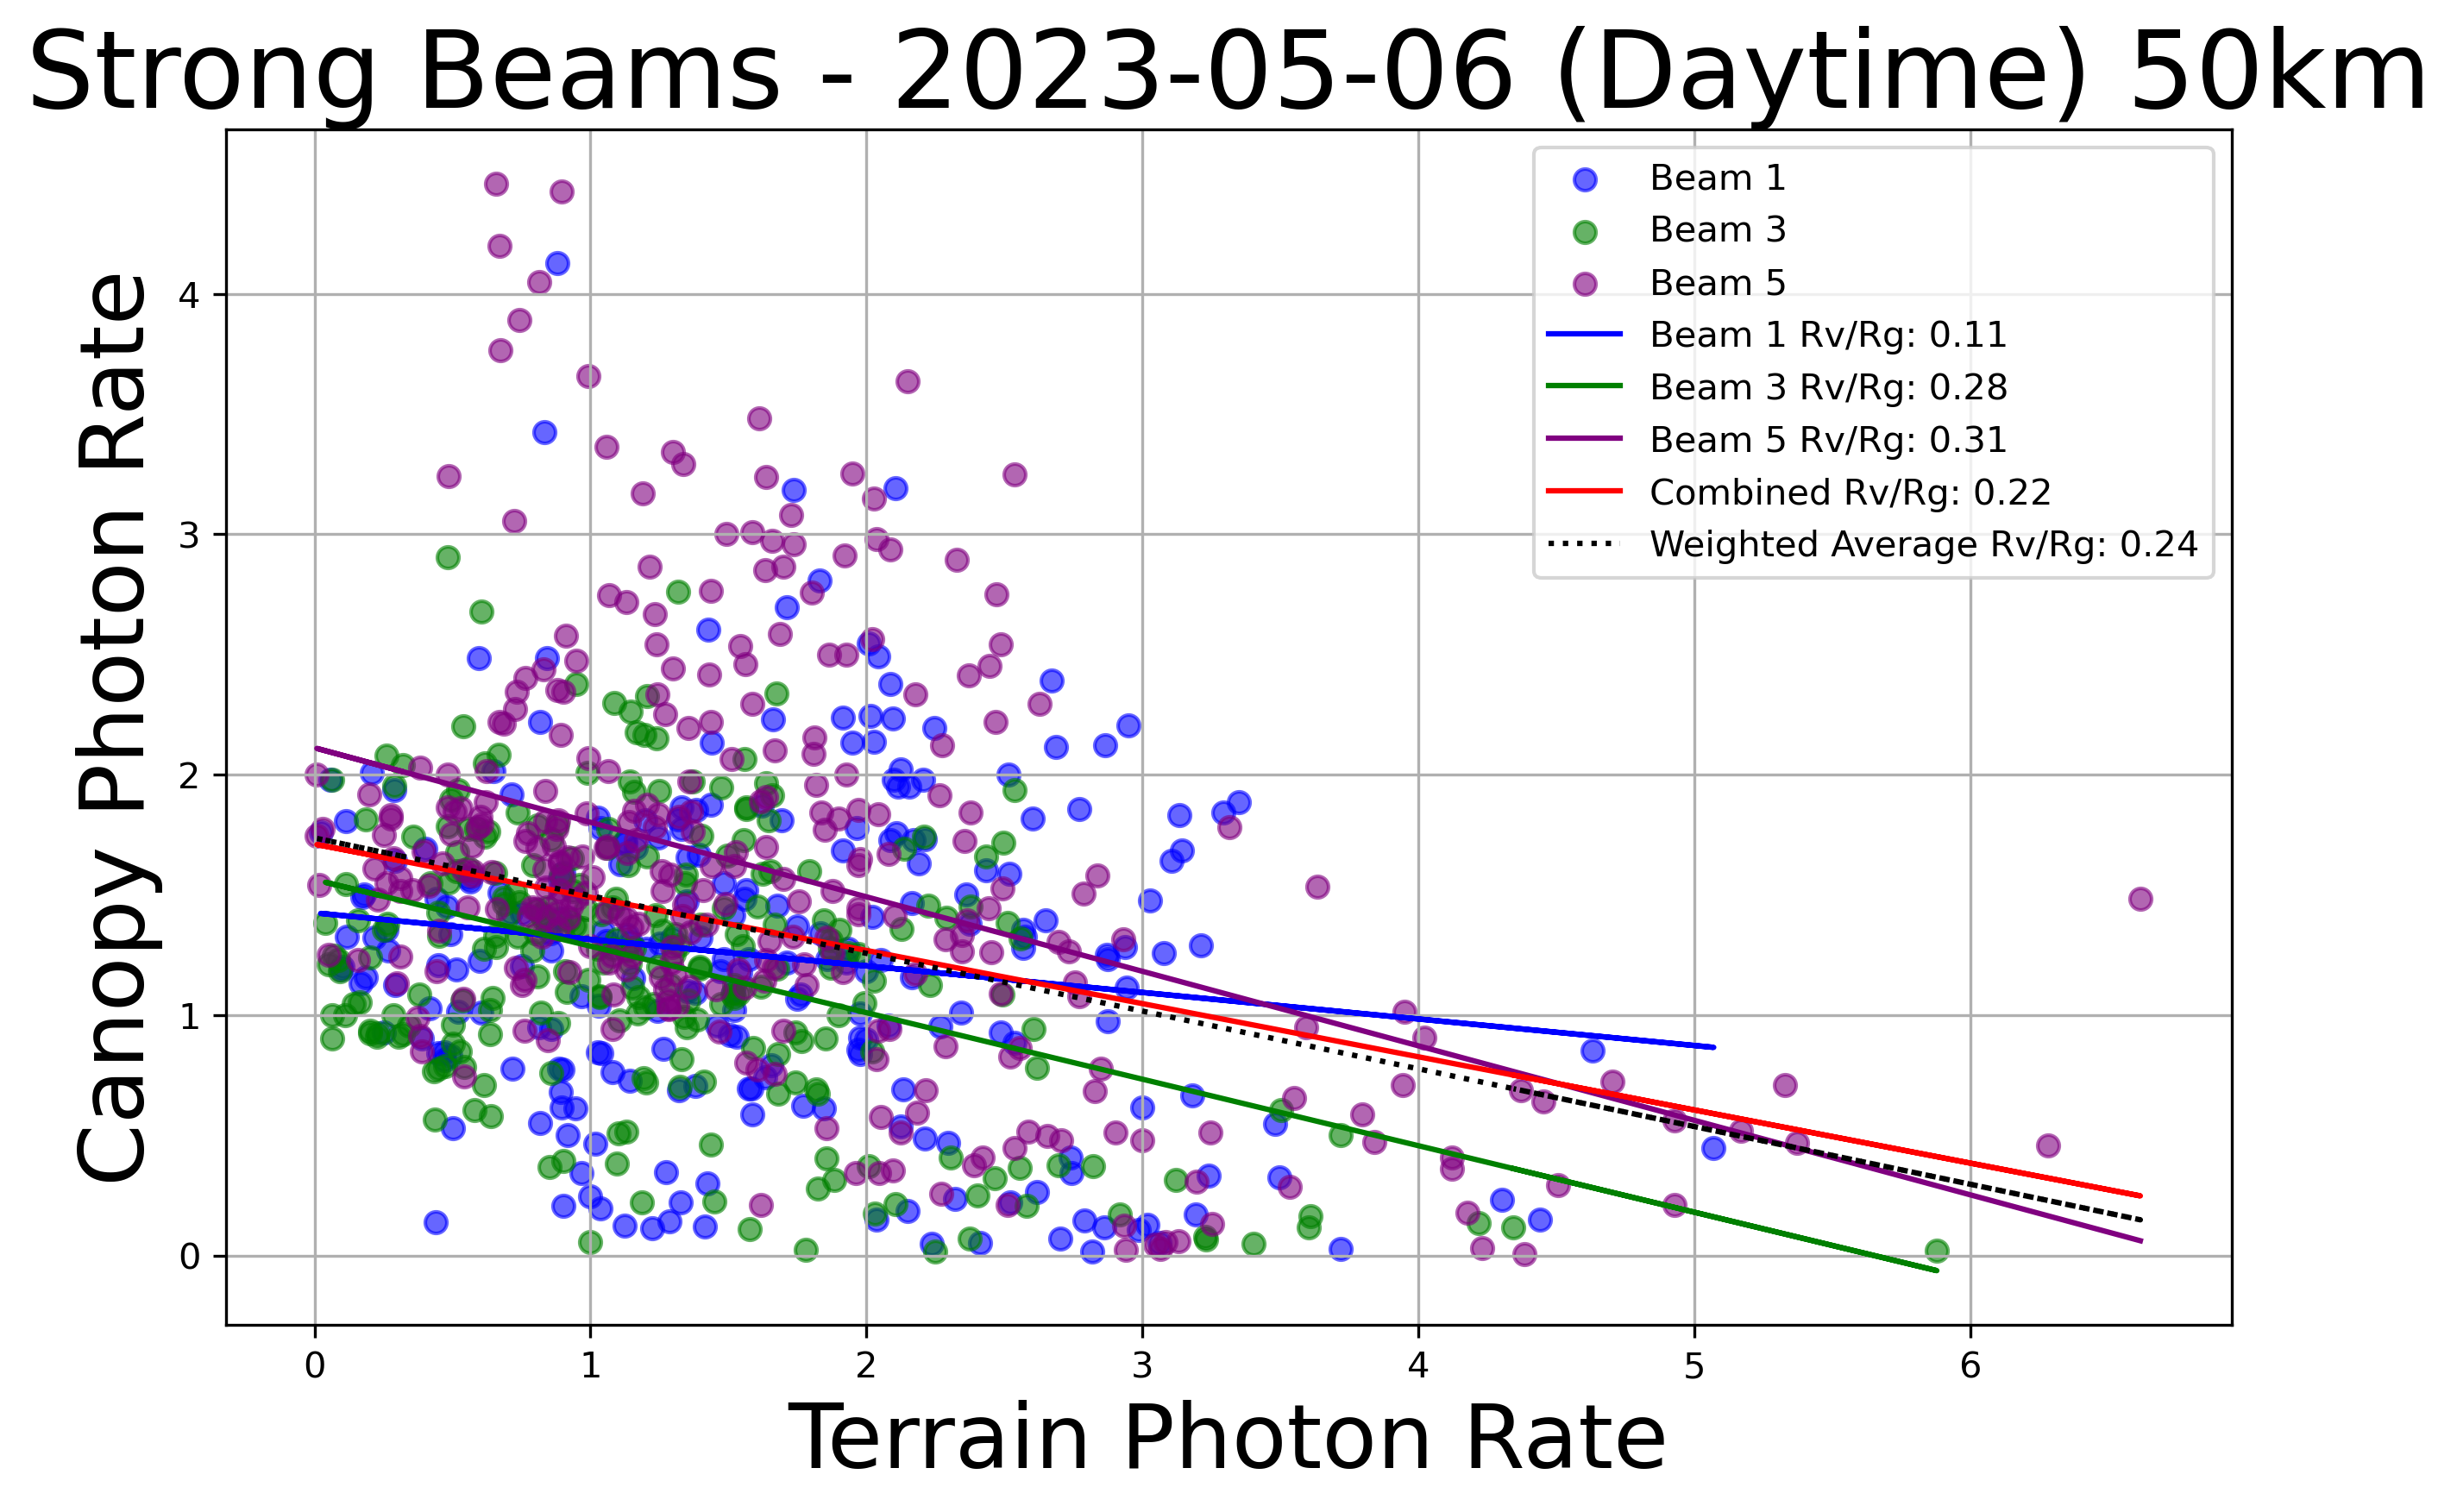 Strong Beams - 2023-05-06 (Daytime) 50km
Canopy Photon Rate
4
3
2
1
0
Beam 1
Beam 3
Beam 5
Beam 1 Rv/Rg: 0.11
Beam 3 Rv/Rg: 0.28
Beam 5 Rv/Rg: 0.31
Combined Rv/Rg: 0.22
Weighted Average Rv/Rg: 0.24
0 1 2 3 4 5 6
Terrain Photon Rate